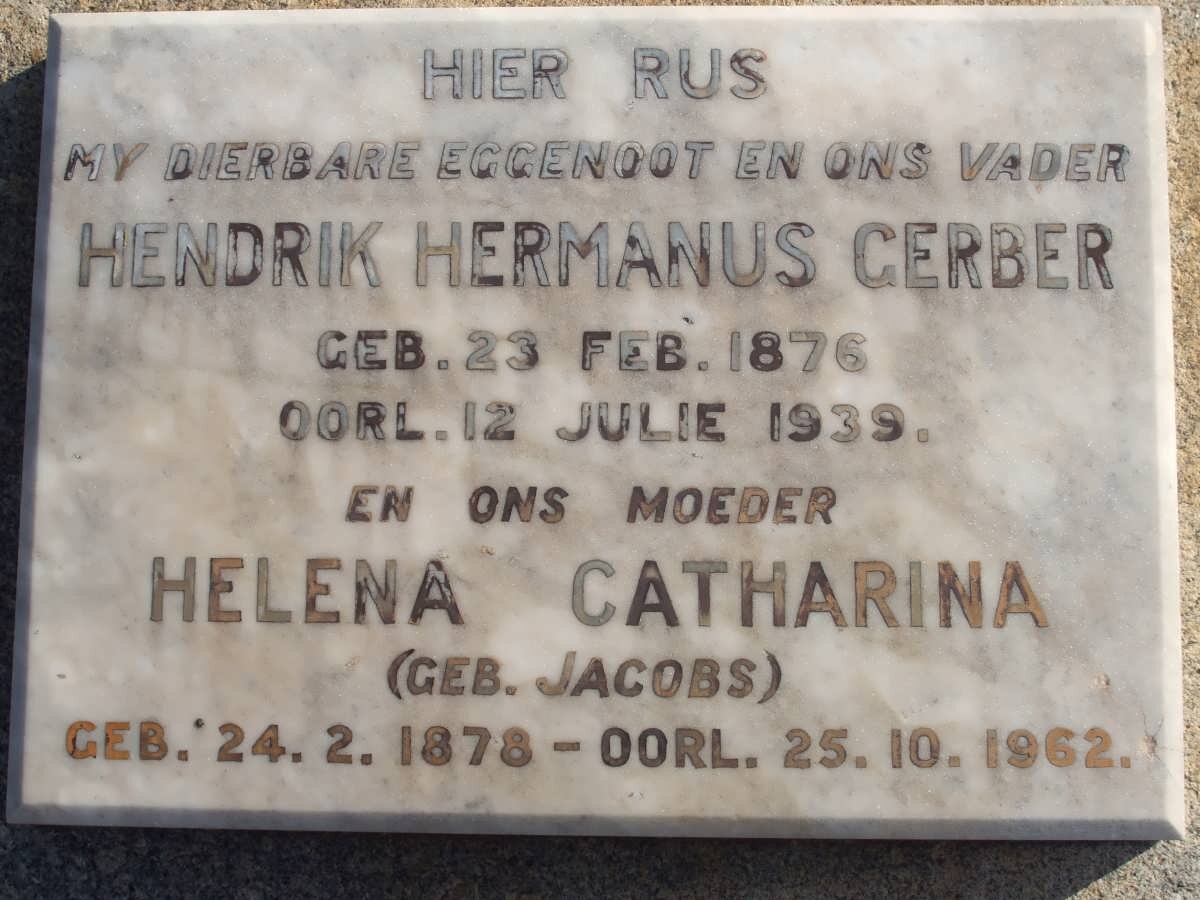 HIER RUS
MY DIERBARE EGGENOOT EN ONS VADER
HENDRIK HERMANUS GERBER
GEB. 23 FEB. 1876
OORL. 12 JULIE 1939.
EN ONS MOEDER
HELENA CATHARINA
(GEB. JACOBS)
GEB. 24. 2. 1878 – OORL. 25. 10. 1962.